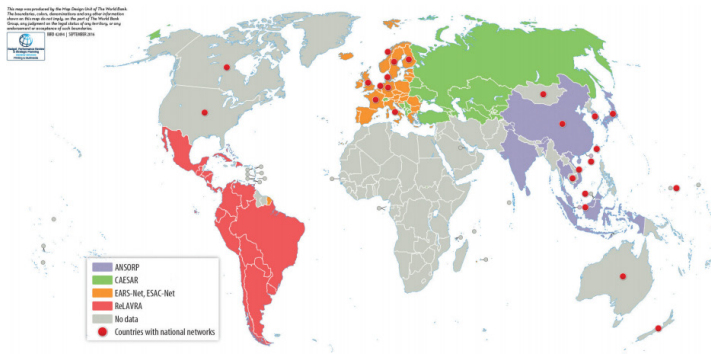 This map was produced by the Map Design Unit of The World Bank.
The boundaries, colors, denominations and any other information
shown on this map do not imply, on the part of The World Bank
Group, any judgment on the legal status of any territory, or any
endorsement or acceptance of such boundaries.
SEPTEMBER 2016
ANSORP
CAESAR
EARS-Net, ESAC-Net
ReLAVRA
No data
Countries with national networks